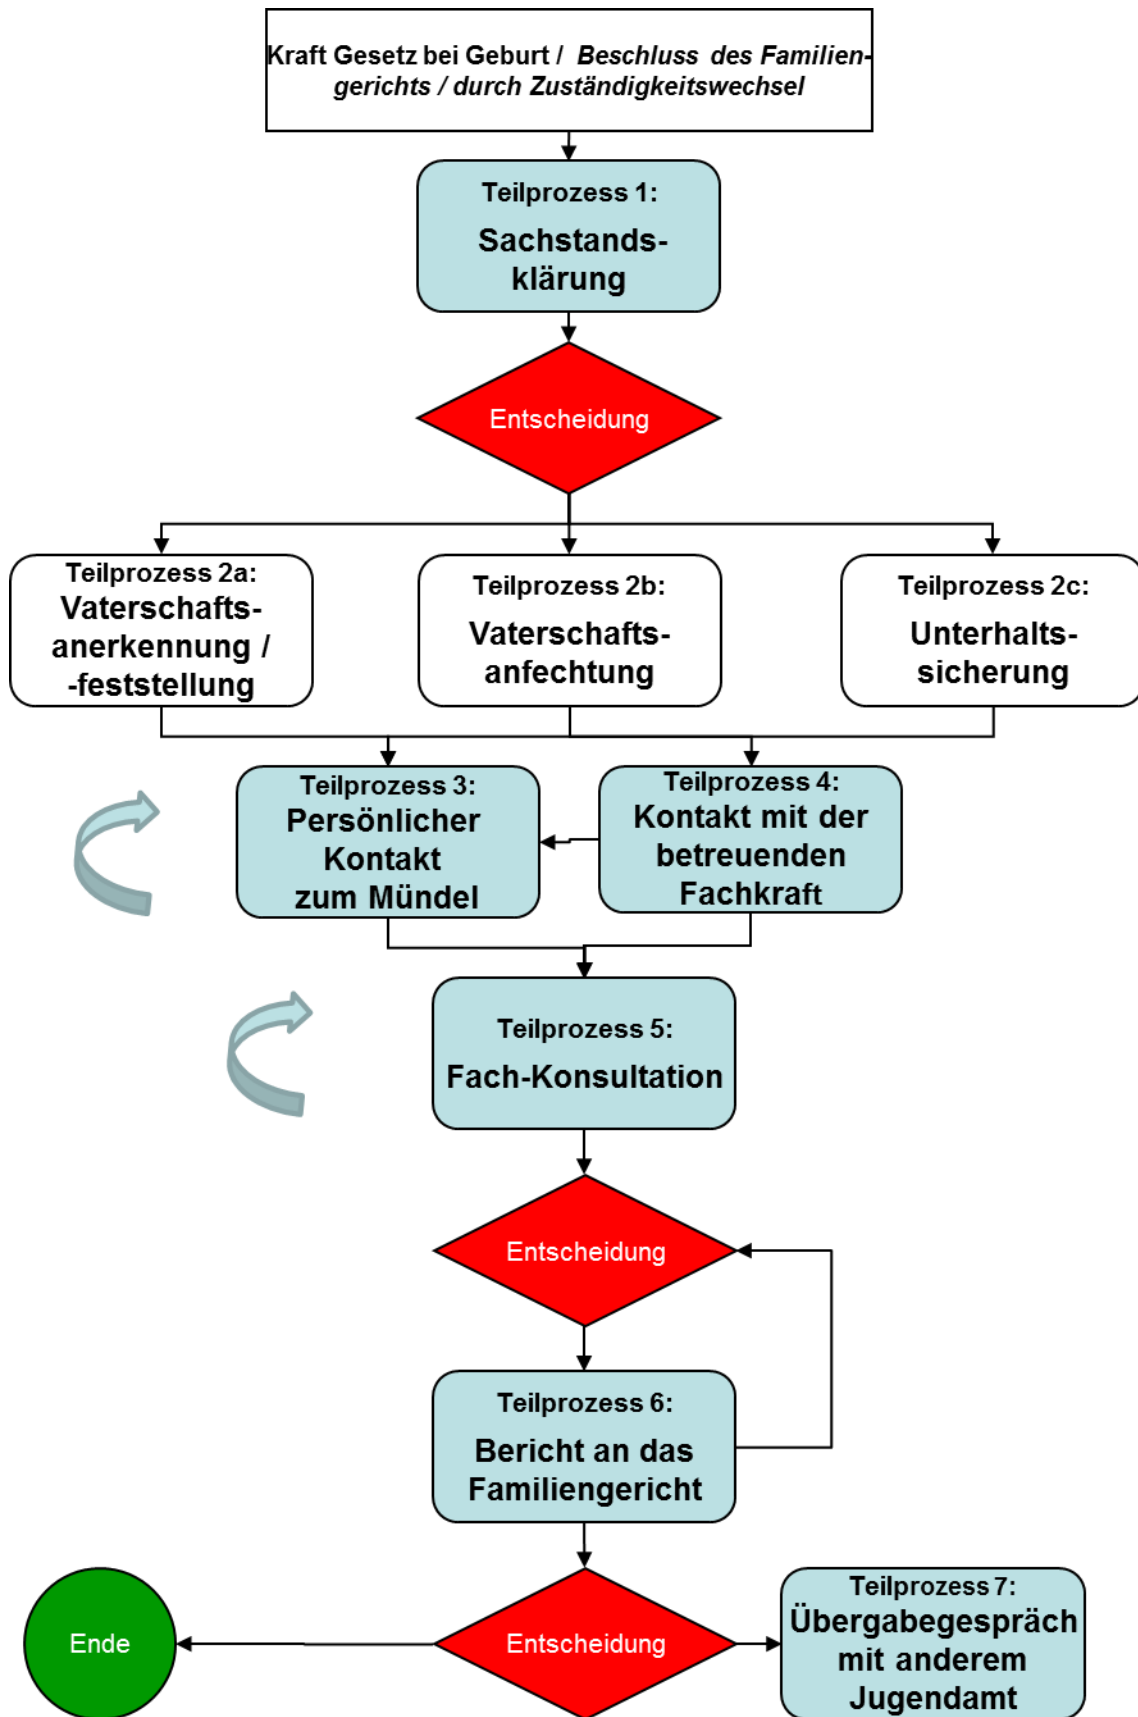 Kraft Gesetz bei Geburt / Beschluss des Familien-
gerichts / durch Zuständigkeitswechsel
Teilprozess 1:
Sachstands-
klärung
Entscheidung
Teilprozess 2a:
Vaterschafts-
anerkennung /
-feststellung
Teilprozess 2b:
Vaterschafts-
anfechtung
Teilprozess 2c:
Unterhalts-
sicherung
Teilprozess 3:
Persönlicher
Kontakt
zum Mündel
Teilprozess 4:
Kontakt mit der
betreuenden
Fachkraft
Teilprozess 5:
Fach-Konsultation
Entscheidung
Teilprozess 6:
Bericht an das
Familiengericht
Ende
Entscheidung
Teilprozess 7:
Übergabegespräch
mit anderem
Jugendamt